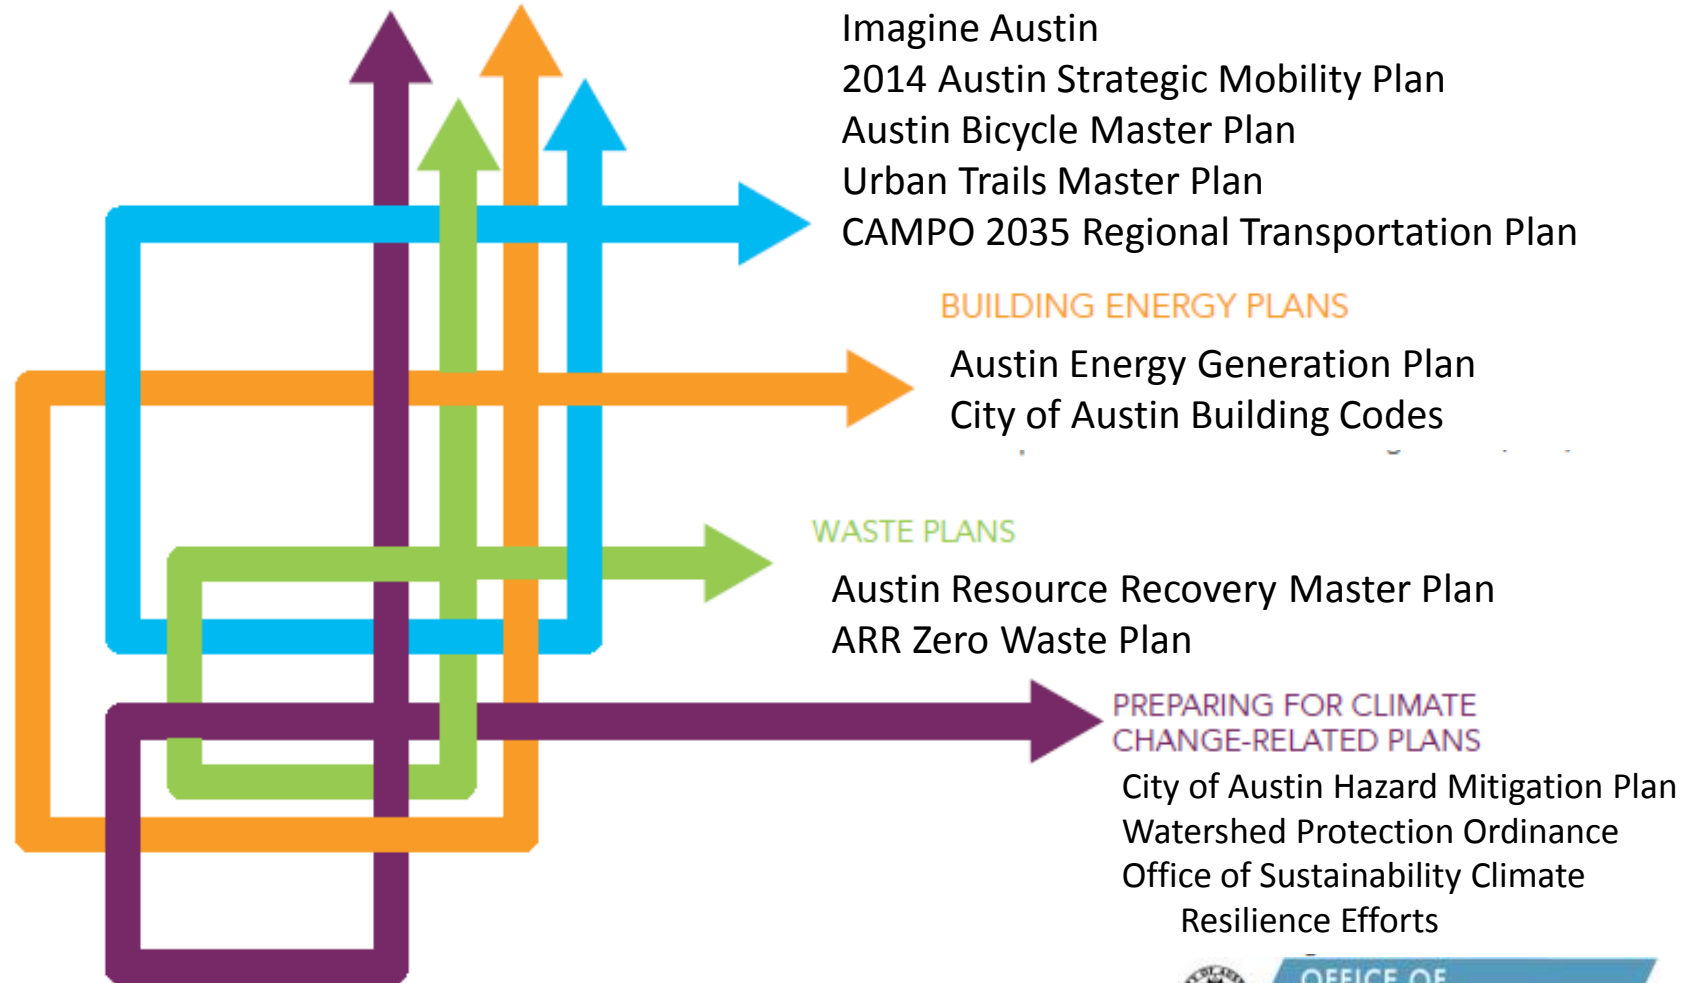 Imagine Austin
2014 Austin Strategic Mobility Plan
Austin Bicycle Master Plan
Urban Trails Master Plan
CAMPO 2035 Regional Transportation Plan
BUILDING ENERGY PLANS
Austin Energy Generation Plan
City of Austin Building Codes
WASTE PLANS
Austin Resource Recovery Master Plan
ARR Zero Waste Plan
PREPARING FOR CLIMATE
CHANGE-RELATED PLANS
City of Austin Hazard Mitigation Plan
Watershed Protection Ordinance
Office of Sustainability Climate
Resilience Efforts
OFFICE OF